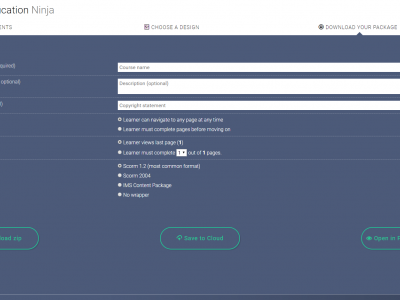 ucation Ninja
ENTS
CHOOSE A DESIGN
DOWNLOAD YOUR PACKAGE
quired)
Course name
optional)
Description (optional)
l)
Copyright statement
Learner can navigate to any page at any time
Learner must complete pages before moving on
Learner views last page (1)
Learner must complete 1 out of 1 pages.
Scorm 1.2 (most common format)
Scorm 2004
IMS Content Package
No wrapper
oad zip
Save to Cloud
Open in